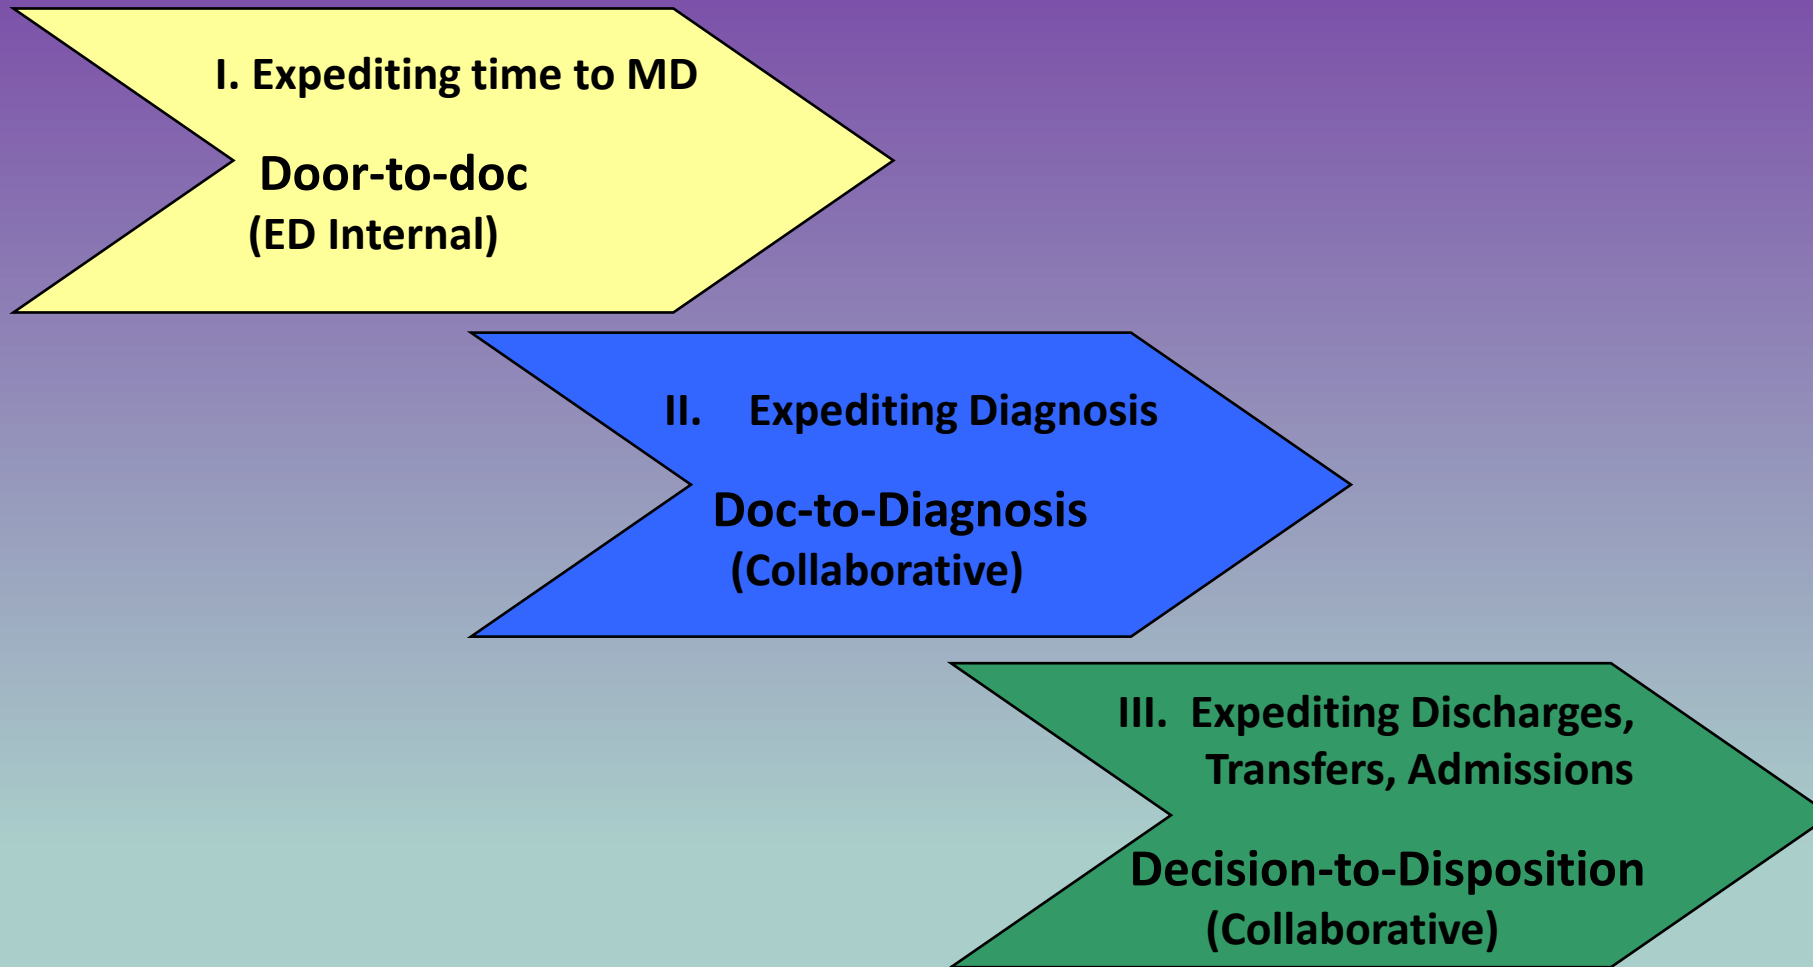 I. Expediting time to MD
Door-to-doc
(ED Internal)
II. Expediting Diagnosis
Doc-to-Diagnosis
(Collaborative)
III. Expediting Discharges,
Transfers, Admissions
Decision-to-Disposition
(Collaborative)